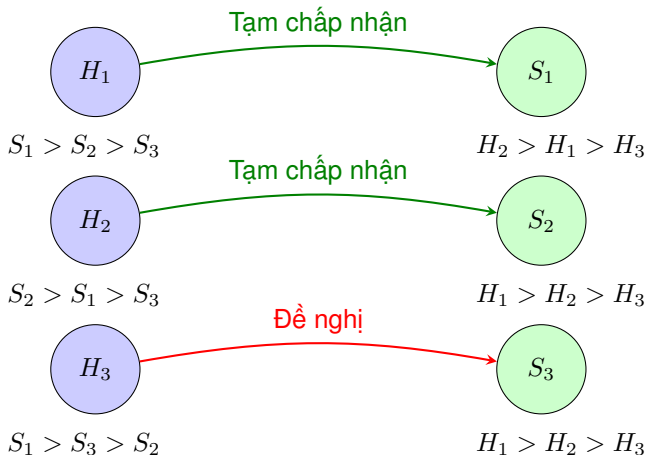 Tạm chấp nhận
H₁ S₁
S₁ > S₂ > S₃ H₂ > H₁ > H₃
Tạm chấp nhận
H₂ S₂
S₂ > S₁ > S₃ H₁ > H₂ > H₃
Đề nghị
H₃ S₃
S₁ > S₃ > S₂ H₁ > H₂ > H₃